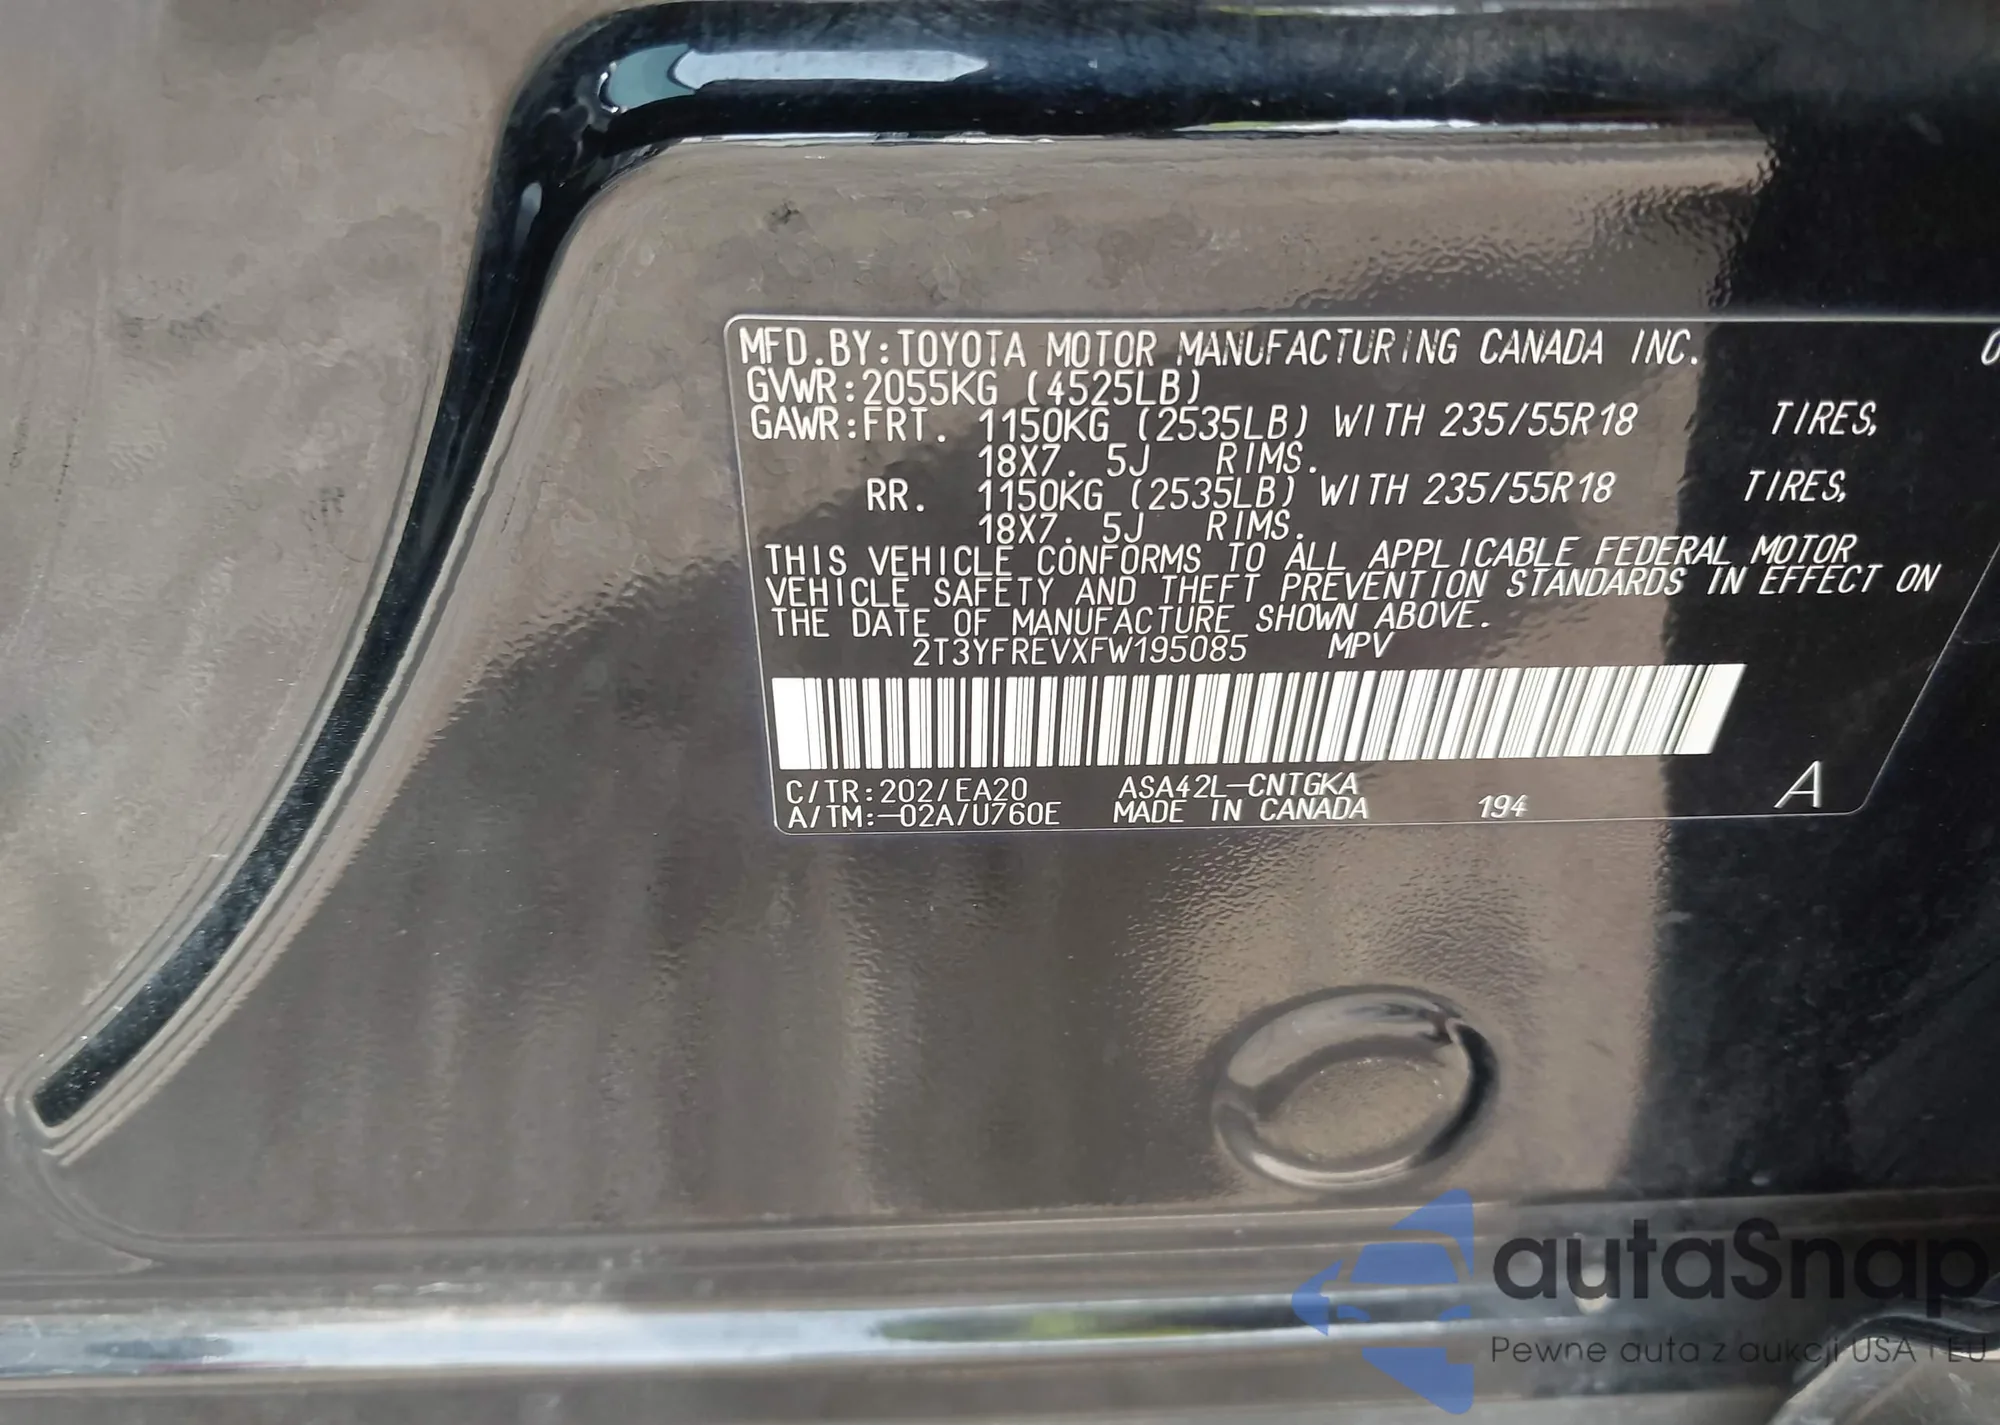 MFD.BY:TOYOTA MOTOR MANUFACTURING CANADA INC. 0
GVWR:2055KG (4525LB)
GAWR:FRT. 1150KG (2535LB) WITH 235/55R18 TIRES,
18X7. 5J RIMS.
RR. 1150KG (2535LB) WITH 235/55R18 TIRES,
18X7. 5J RIMS.
THIS VEHICLE CONFORMS TO ALL APPLICABLE FEDERAL MOTOR
VEHICLE SAFETY AND THEFT PREVENTION STANDARDS IN EFFECT ON
THE DATE OF MANUFACTURE SHOWN ABOVE.
2T3YFREVXFW195085 MPV
C/TR:202/EA20 ASA42L-CNTGKA
A/TM:-02A/U760E MADE IN CANADA 194 A
autaSnap
Pewne auta z aukcji USA i EU